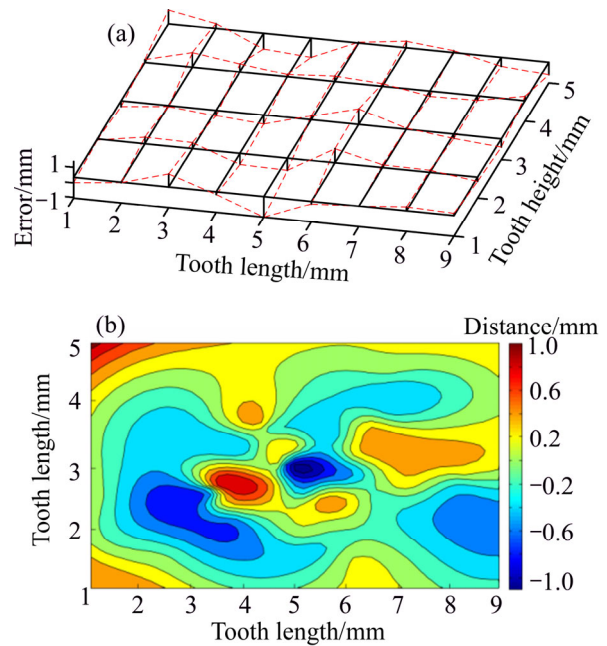 (a)
Error/mm
1
−1
1 2 3 4 5 6 7 8 9
Tooth length/mm
1 2 3 4 5
Tooth height/mm
(b)
Distance/mm
5
4
3
2
1
Tooth length/mm
1 2 3 4 5 6 7 8 9
Tooth length/mm
1.0
0.6
0.2
−0.2
−0.6
−1.0